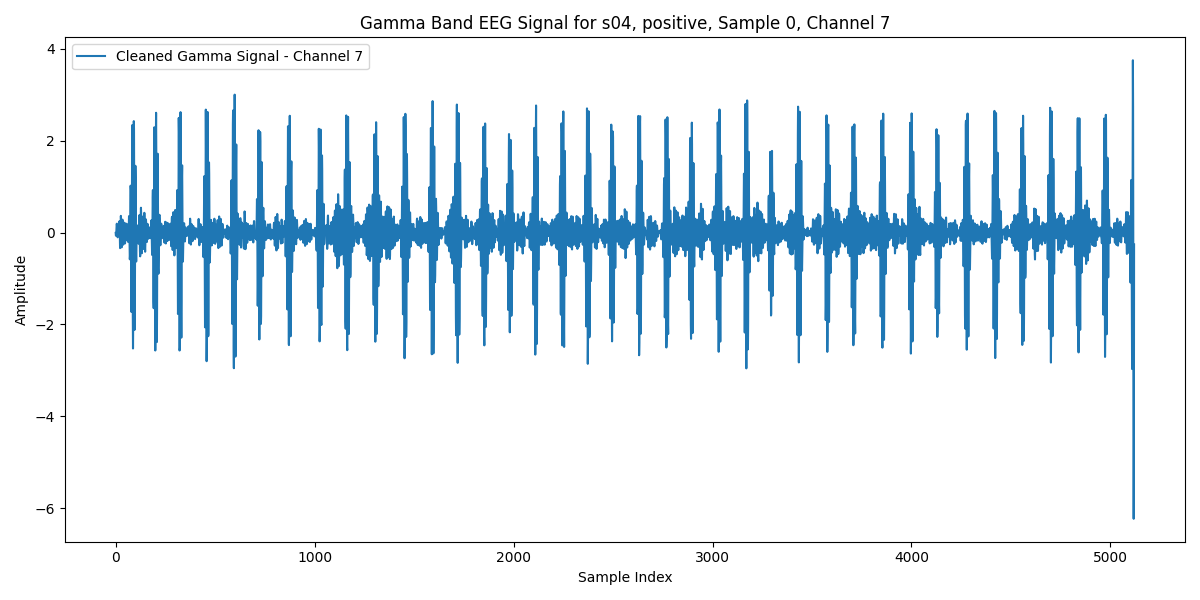 Gamma Band EEG Signal for s04, positive, Sample 0, Channel 7
Cleaned Gamma Signal - Channel 7
4
2
0
−2
−4
−6
Amplitude
0 1000 2000 3000 4000 5000
Sample Index